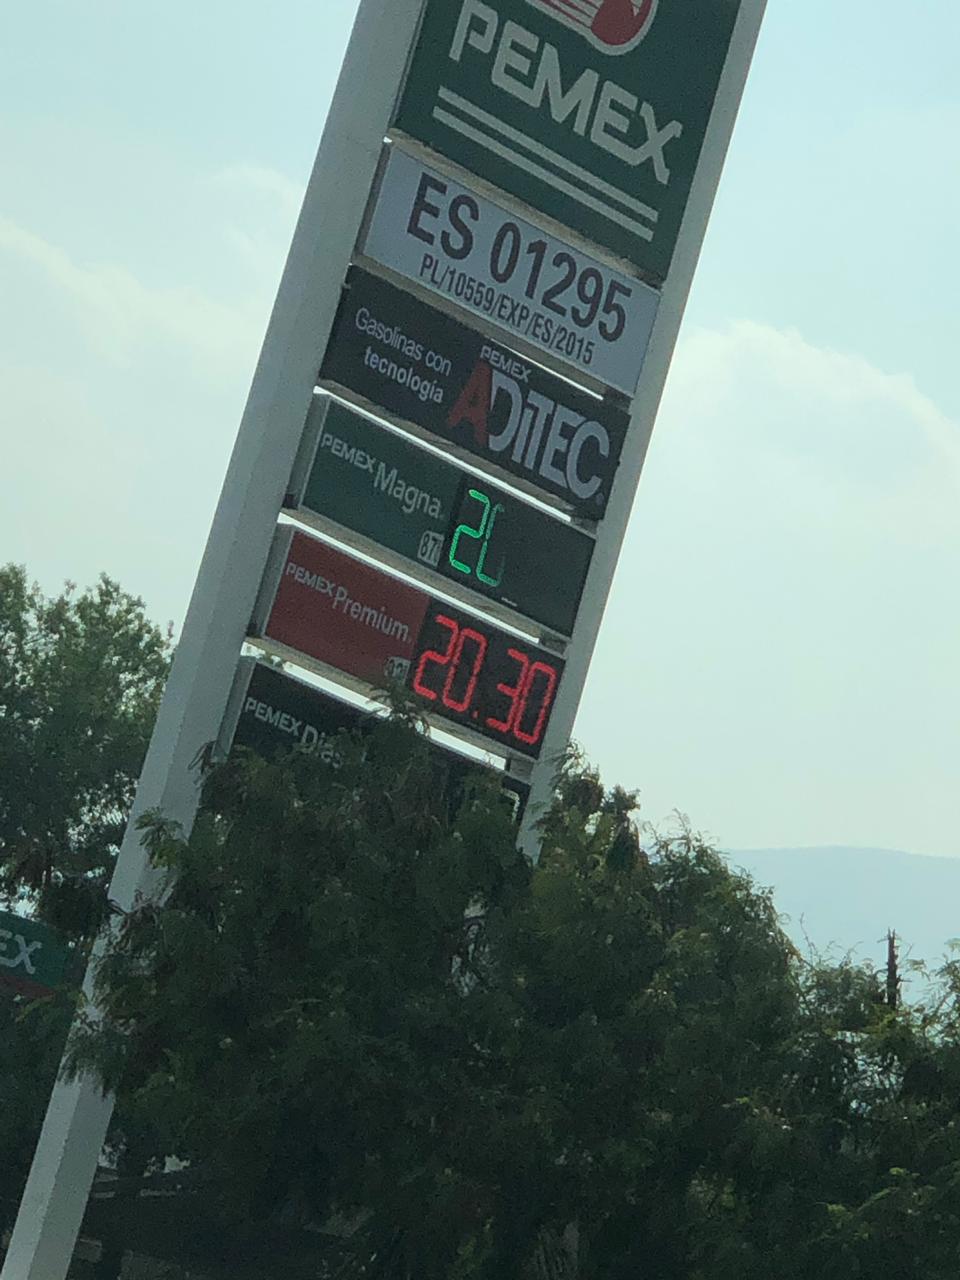 PEMEX
ES 01295
PL/10559/EXP/ES/2015
Gasolinas con
tecnología
PEMEX
ADITEC
PEMEX Magna
87
PEMEX Premium
20.30
PEMEX
EX